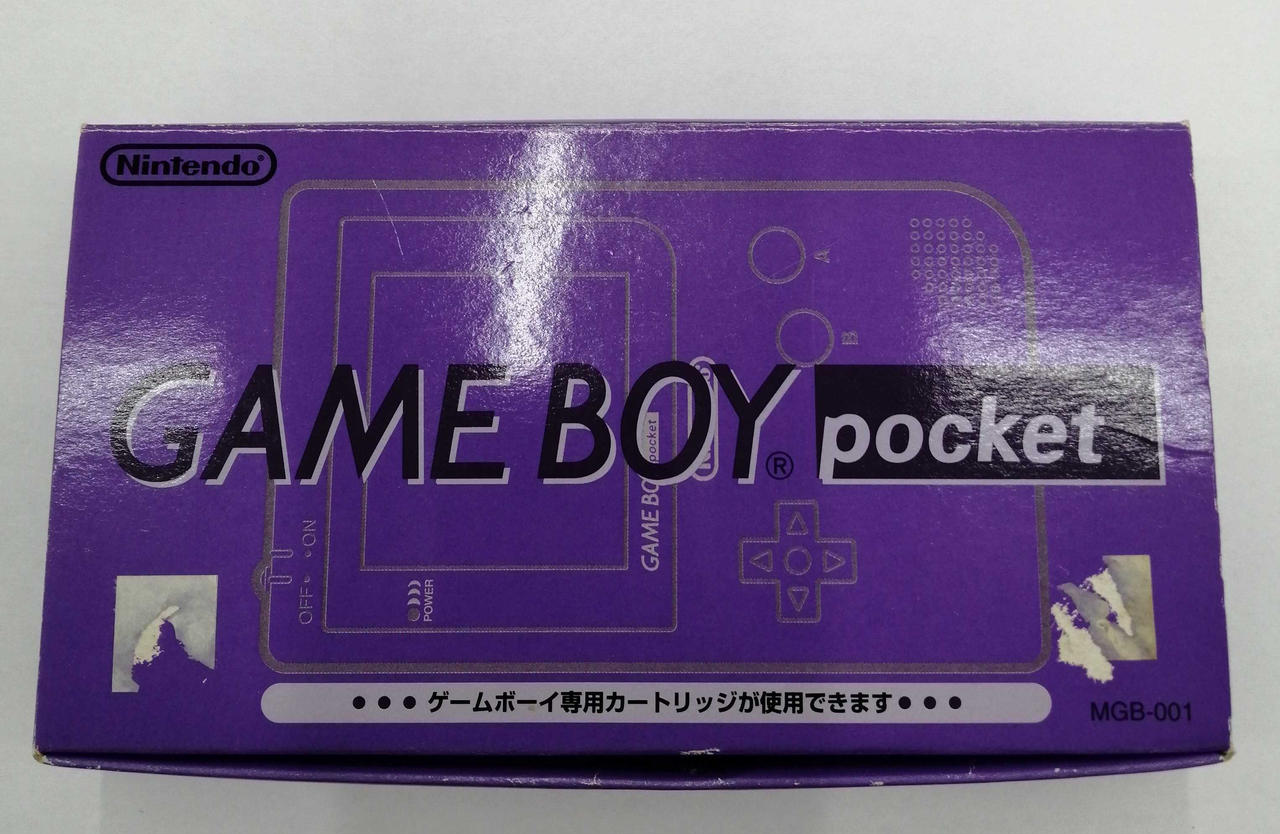 Nintendo®
A
B
GAME BOY® pocket
GAME BOY pocket
OFF• •ON
POWER
•••ゲームボーイ専用カートリッジが使用できます•••
MGB-001